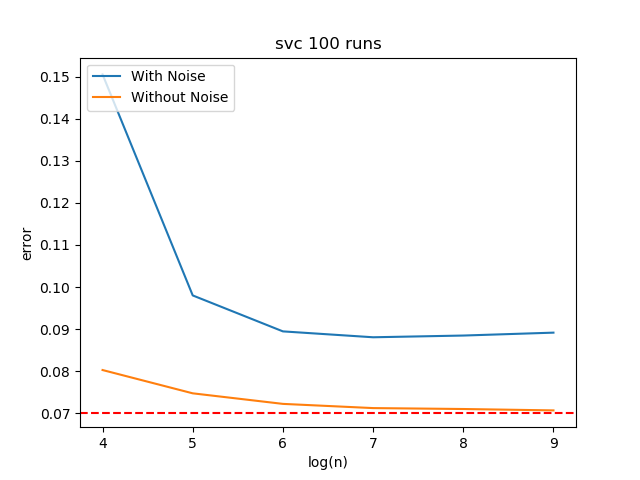 svc 100 runs
With Noise
Without Noise
0.15
0.14
0.13
0.12
0.11
0.10
0.09
0.08
0.07
error
4 5 6 7 8 9
log(n)